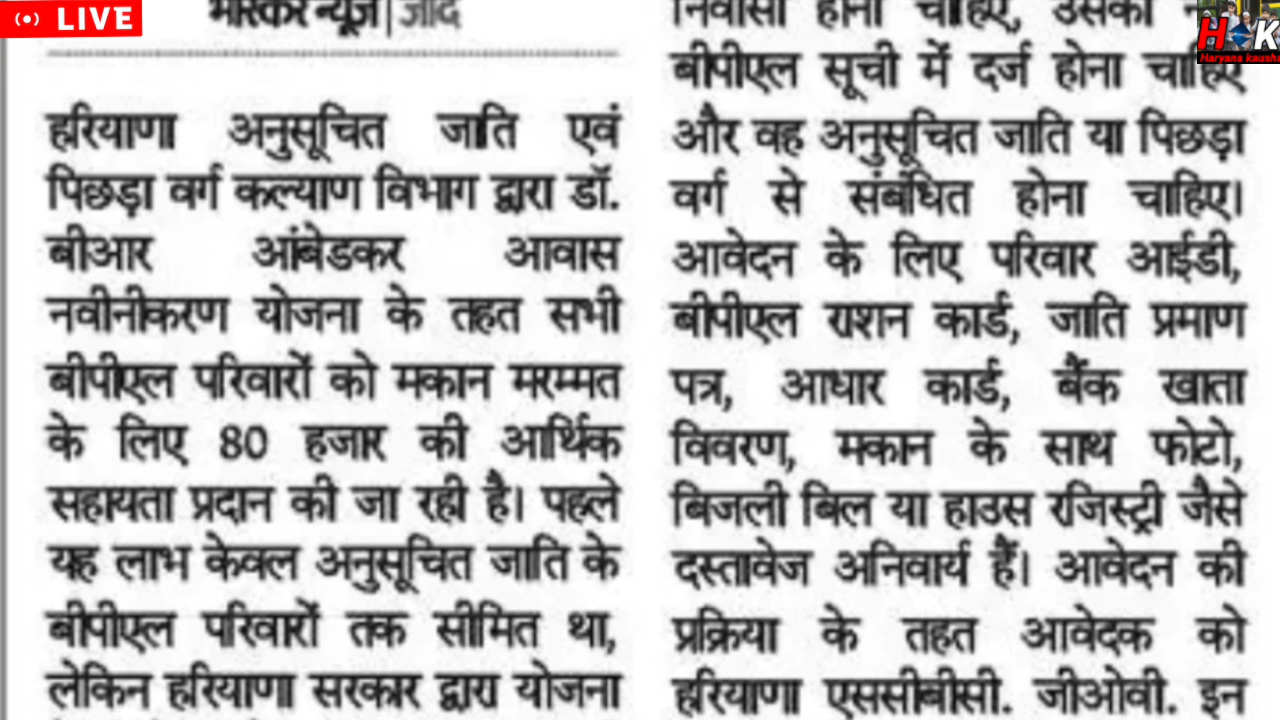 LIVE
भास्कर न्यूज | जींद
हरियाणा अनुसूचित जाति एवं
पिछड़ा वर्ग कल्याण विभाग द्वारा डॉ.
बीआर आंबेडकर आवास
नवीनीकरण योजना के तहत सभी
बीपीएल परिवारों को मकान मरम्मत
के लिए 80 हजार की आर्थिक
सहायता प्रदान की जा रही है। पहले
यह लाभ केवल अनुसूचित जाति के
बीपीएल परिवारों तक सीमित था,
लेकिन हरियाणा सरकार द्वारा योजना
निवासी होना चाहिए, उसका
बीपीएल सूची में दर्ज होना चाहिए
और वह अनुसूचित जाति या पिछड़ा
वर्ग से संबंधित होना चाहिए।
आवेदन के लिए परिवार आईडी,
बीपीएल राशन कार्ड, जाति प्रमाण
पत्र, आधार कार्ड, बैंक खाता
विवरण, मकान के साथ फोटो,
बिजली बिल या हाउस रजिस्ट्री जैसे
दस्तावेज अनिवार्य हैं। आवेदन की
प्रक्रिया के तहत आवेदक को
हरियाणा एससीबीसी. जीओवी. इन
H K
Haryana kaush